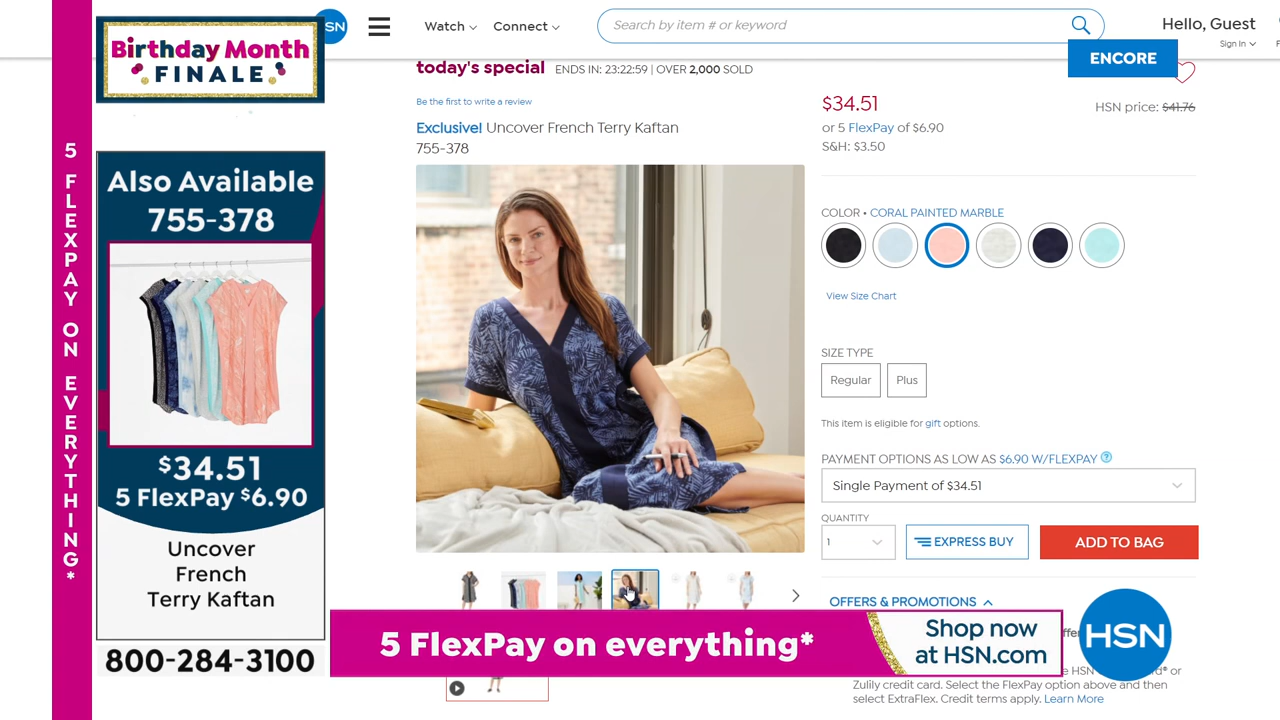 5 FLEXPAY ON EVERYTHING*
Birthday Month
FINALE
Also Available
755-378
$34.51
5 FlexPay $6.90
Uncover
French
Terry Kaftan
800-284-3100
SN
Watch
Connect
Search by item # or keyword
Hello, Guest
Sign In
ENCORE
today's special ENDS IN: 23:22:59 | OVER 2,000 SOLD
Be the first to write a review
Exclusive! Uncover French Terry Kaftan
755-378
$34.51
HSN price: $41.76
or 5 FlexPay of $6.90
S&H: $3.50
COLOR • CORAL PAINTED MARBLE
View Size Chart
SIZE TYPE
Regular
Plus
This item is eligible for gift options.
PAYMENT OPTIONS AS LOW AS $6.90 W/FLEXPAY ?
Single Payment of $34.51
QUANTITY
1
EXPRESS BUY
ADD TO BAG
OFFERS & PROMOTIONS
5 FlexPay on everything*
Shop now
at HSN.com
HSN
Zulily credit card. Select the FlexPay option above and then
select ExtraFlex. Credit terms apply. Learn More